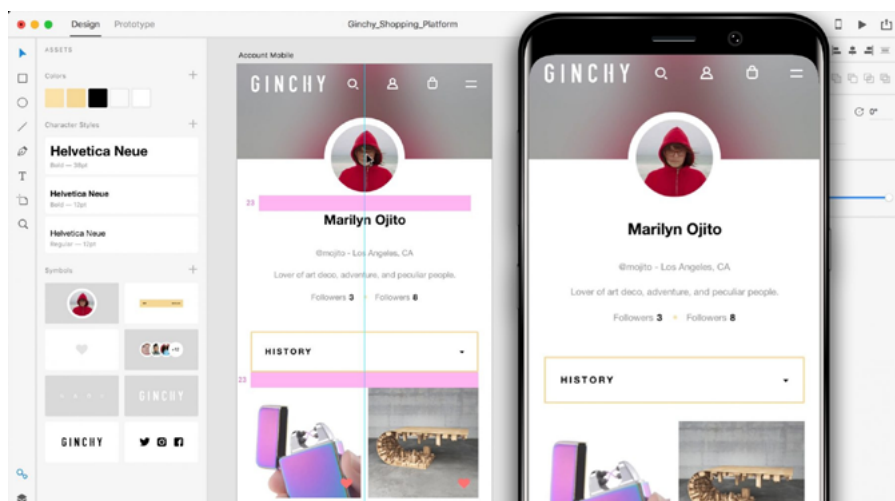 Design Prototype
Ginchy_Shopping_Platform
ASSETS
Colors
Character Styles
Helvetica Neue
Bold — 38pt
Helvetica Neue
Bold — 12pt
Helvetica Neue
Regular — 12pt
Symbols
+12
GINCHY
GINCHY
Account Mobile
GINCHY
23
Marilyn Ojito
@mojito - Los Angeles, CA
Lover of art deco, adventure, and peculiar people.
Followers 3 • Followers 8
HISTORY
23
GINCHY
Marilyn Ojito
@mojito - Los Angeles, CA
Lover of art deco, adventure, and peculiar people.
Followers 3 • Followers 8
HISTORY
0°